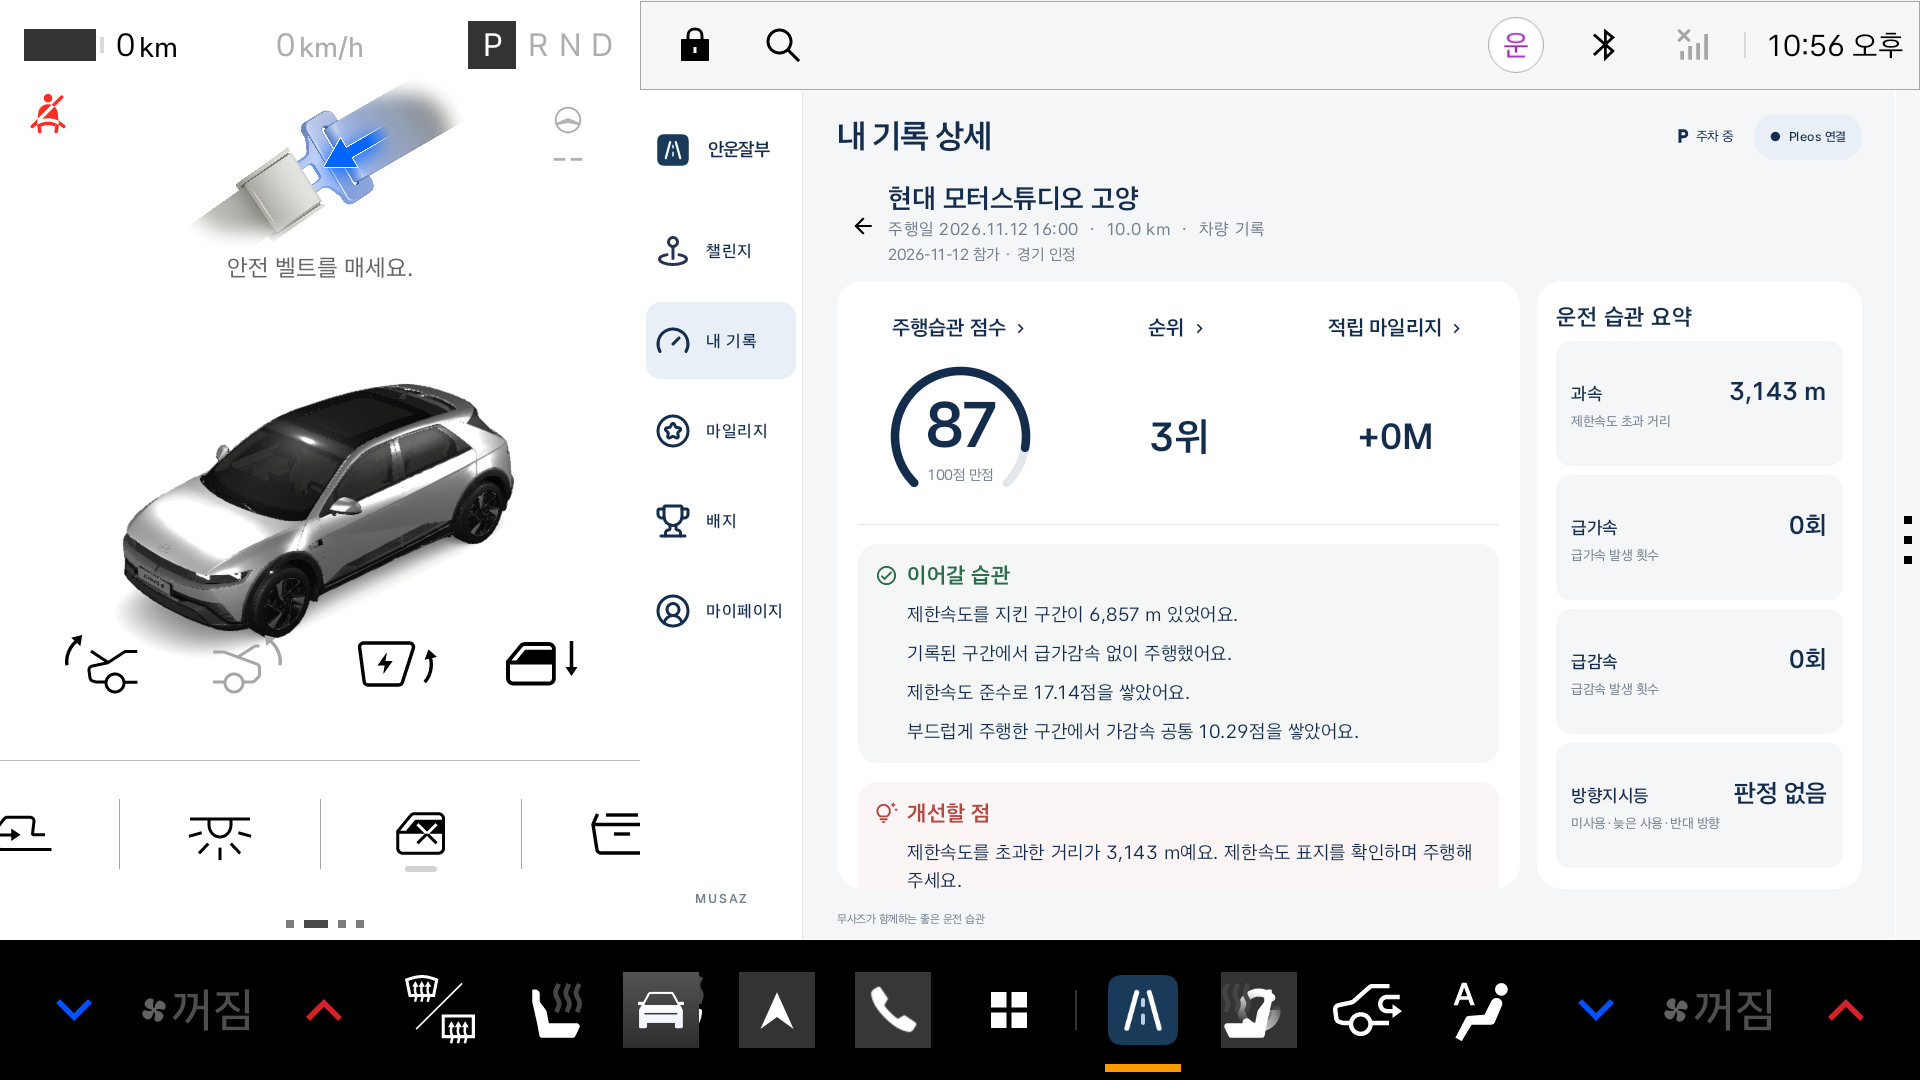 0 km
0 km/h
P R N D
안전 벨트를 매세요.
운
10:56 오후
안운잘부
챌린지
내 기록
마일리지
배지
마이페이지
MUSAZ
내 기록 상세
P 주차 중
Pleos 연결
현대 모터스튜디오 고양
주행일 2026.11.12 16:00 · 10.0 km · 차량 기록
2026-11-12 참가 · 경기 인정
주행습관 점수
87
100점 만점
순위
3위
적립 마일리지
+0M
이어갈 습관
제한속도를 지킨 구간이 6,857 m 있었어요.
기록된 구간에서 급가감속 없이 주행했어요.
제한속도 준수로 17.14점을 쌓았어요.
부드럽게 주행한 구간에서 가감속 공통 10.29점을 쌓았어요.
개선할 점
제한속도를 초과한 거리가 3,143 m예요. 제한속도 표지를 확인하며 주행해
주세요.
운전 습관 요약
과속
3,143 m
제한속도 초과 거리
급가속
0회
급가속 발생 횟수
급감속
0회
급감속 발생 횟수
방향지시등
판정 없음
미사용·늦은 사용·반대 방향
무사즈가 함께하는 좋은 운전 습관
꺼짐
A
꺼짐